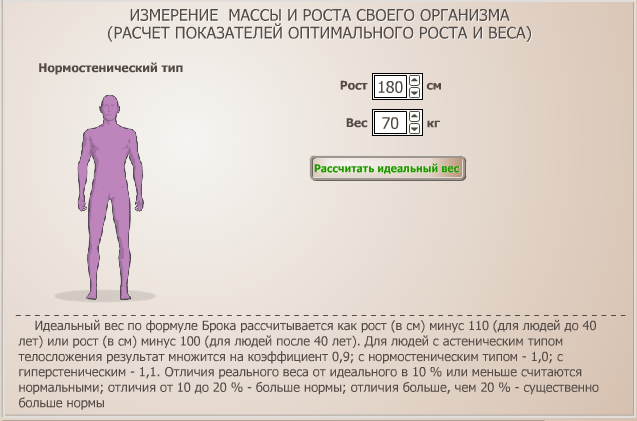 ИЗМЕРЕНИЕ МАССЫ И РОСТА СВОЕГО ОРГАНИЗМА
(РАСЧЕТ ПОКАЗАТЕЛЕЙ ОПТИМАЛЬНОГО РОСТА И ВЕСА)
Нормостенический тип
Рост 180 см
Вес 70 кг
Рассчитать идеальный вес
Идеальный вес по формуле Брока рассчитывается как рост (в см) минус 110 (для людей до 40
лет) или рост (в см) минус 100 (для людей после 40 лет). Для людей с астеническим типом
телосложения результат множится на коэффициент 0,9; с нормостеническим типом - 1,0; с
гиперстеническим - 1,1. Отличия реального веса от идеального в 10 % или меньше считаются
нормальными; отличия от 10 до 20 % - больше нормы; отличия больше, чем 20 % - существенно
больше нормы